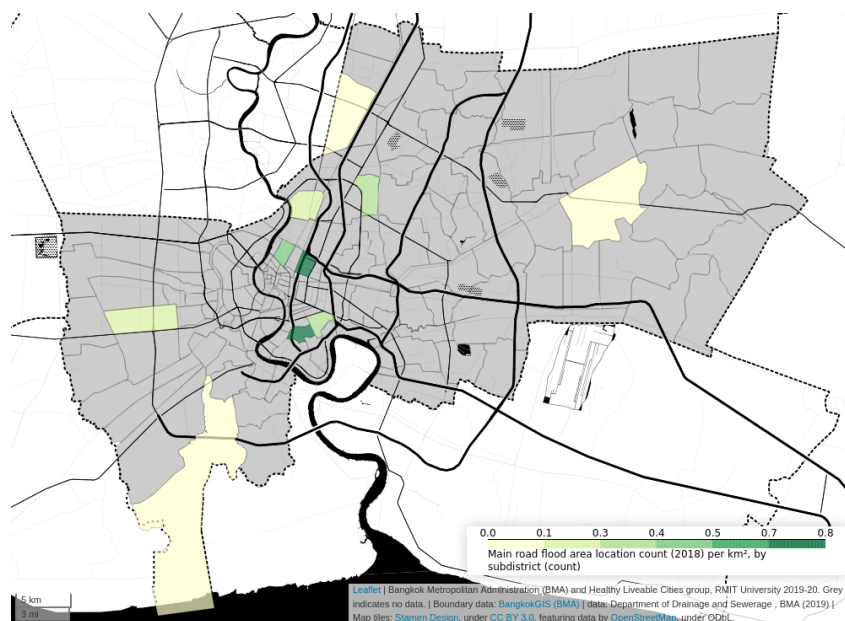 0.0 0.1 0.3 0.4 0.5 0.7 0.8
Main road flood area location count (2018) per km², by
subdistrict (count)
5 km
3 mi
Leaflet | Bangkok Metropolitan Administration (BMA) and Healthy Liveable Cities group, RMIT University 2019-20. Grey
indicates no data. | Boundary data: BangkokGIS (BMA) | data: Department of Drainage and Sewerage , BMA (2019) |
Map tiles: Stamen Design, under CC BY 3.0, featuring data by OpenStreetMap, under ODbL.